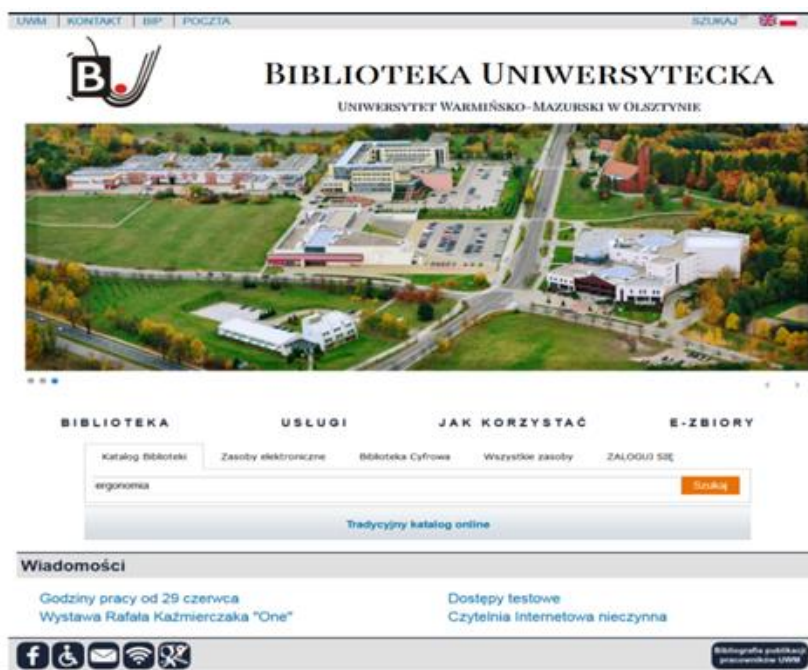 UWM | KONTAKT | BIP | POCZTA SZUKAJ
B
BIBLIOTEKA UNIWERSYTECKA
UNIWERSYTET WARMIŃSKO-MAZURSKI W OLSZTYNIE
BIBLIOTEKA USŁUGI JAK KORZYSTAĆ E-ZBIORY
Katalog Biblioteki Zasoby elektroniczne Biblioteka Cyfrowa Wszystkie zasoby ZALOGUJ SIĘ
ergonomia Szukaj
Tradycyjny katalog online
Wiadomości
Godziny pracy od 29 czerwca Dostępy testowe
Wystawa Rafała Kaźmierczaka "One" Czytelnia Internetowa nieczynna
Bibliografia publikacji
pracowników UWM